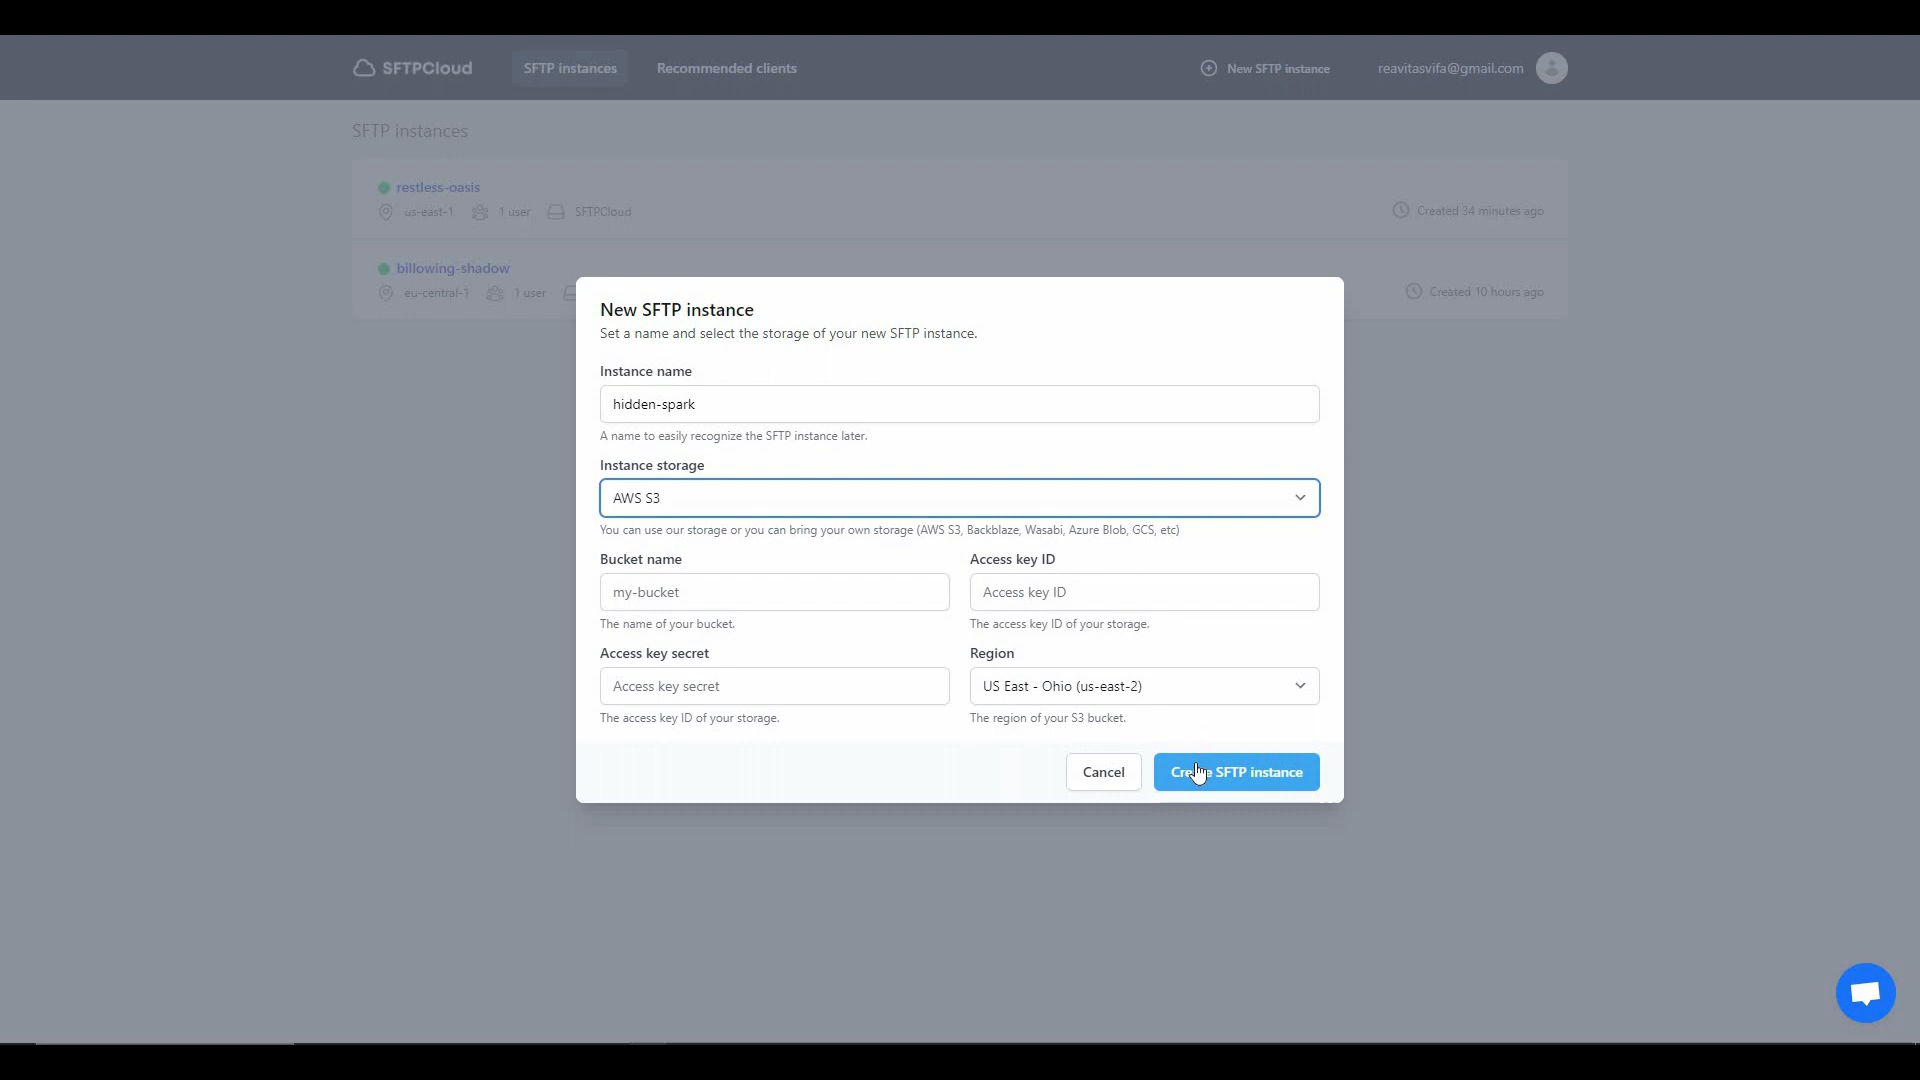 SFTPCloud
SFTP instances
Recommended clients
New SFTP instance
reavitasvifa@gmail.com
SFTP instances
restless-oasis
us-east-1 1 user SFTPCloud
Created 34 minutes ago
billowing-shadow
eu-central-1 1 user
Created 10 hours ago
New SFTP instance
Set a name and select the storage of your new SFTP instance.
Instance name
hidden-spark
A name to easily recognize the SFTP instance later.
Instance storage
AWS S3
You can use our storage or you can bring your own storage (AWS S3, Backblaze, Wasabi, Azure Blob, GCS, etc)
Bucket name
my-bucket
The name of your bucket.
Access key ID
Access key ID
The access key ID of your storage.
Access key secret
Access key secret
The access key ID of your storage.
Region
US East - Ohio (us-east-2)
The region of your S3 bucket.
Cancel
Create SFTP instance